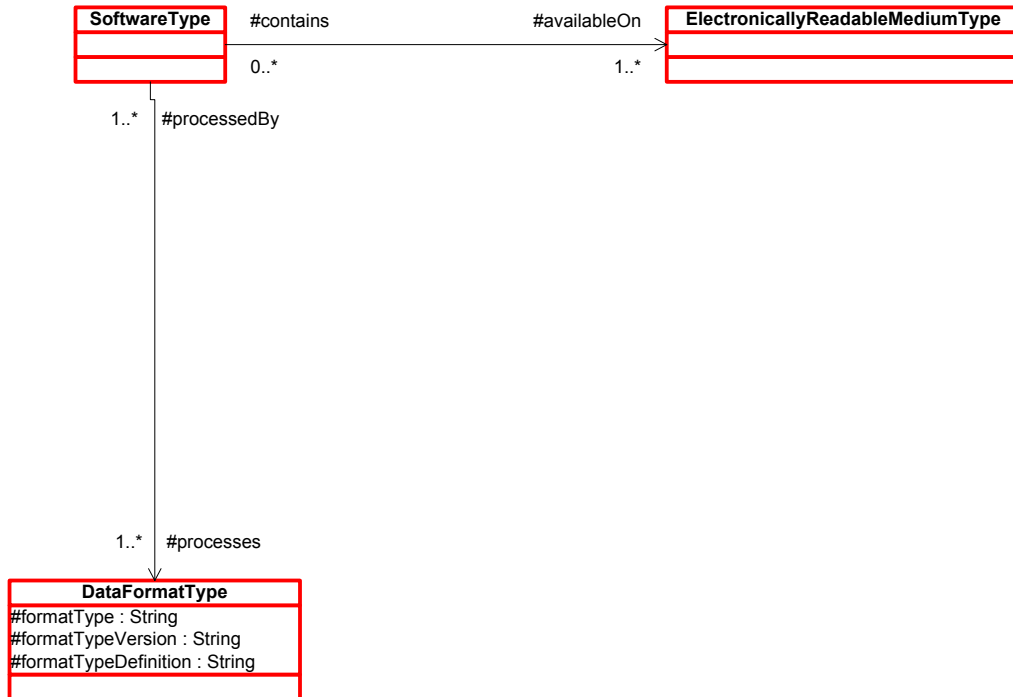 SoftwareType
#contains
#availableOn
ElectronicallyReadableMediumType
0..*
1..*
1..*
#processedBy
1..*
#processes
DataFormatType
#formatType : String
#formatTypeVersion : String
#formatTypeDefinition : String